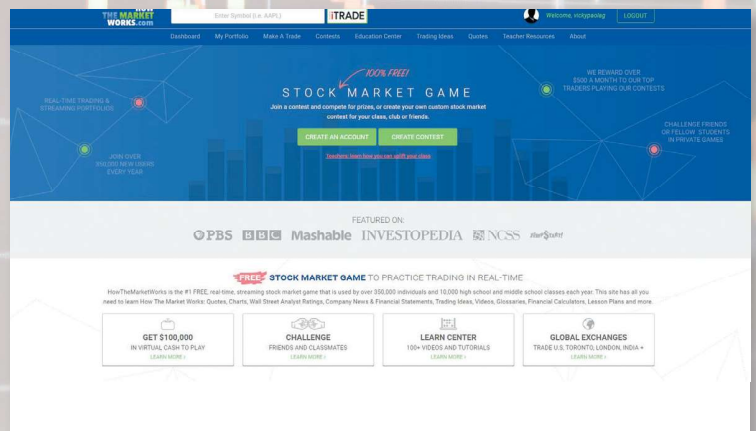 HOW
THE MARKET
WORKS.com
Enter Symbol (i.e. AAPL)
iTRADE
Welcome, vickypaolag
LOGOUT
Dashboard My Portfolio Make A Trade Contests Education Center Trading Ideas Quotes Teacher Resources About
100% FREE!
STOCK MARKET GAME
Join a contest and compete for prizes, or create your own custom stock market
contest for your class, club or friends.
CREATE AN ACCOUNT CREATE CONTEST
Teachers: learn how you can uplift your class
REAL-TIME TRADING &
STREAMING PORTFOLIOS
JOIN OVER
NEW USERS
EVERY YEAR
WE REWARD OVER
$500 A MONTH TO OUR TOP
TRADERS PLAYING OUR CONTESTS
CHALLENGE FRIENDS
OR FELLOW STUDENTS
IN PRIVATE GAMES
FEATURED ON:
PBS BBC Mashable INVESTOPEDIA NCSS
FREE STOCK MARKET GAME TO PRACTICE TRADING IN REAL-TIME
HowTheMarketWorks is the #1 FREE, real-time, streaming stock market game that is used by over 350,000 individuals and 10,000 high school and middle school classes each year. This site has all you
need to learn How The Market Works: Quotes, Charts, Wall Street Analyst Ratings, Company News & Financial Statements, Trading Ideas, Videos, Glossaries, Financial Calculators, Lesson Plans and more.
GET $100,000
IN VIRTUAL CASH TO PLAY
LEARN MORE >
CHALLENGE
FRIENDS AND CLASSMATES
LEARN MORE >
LEARN CENTER
100+ VIDEOS AND TUTORIALS
LEARN MORE >
GLOBAL EXCHANGES
TRADE U.S. TORONTO, LONDON, INDIA +
LEARN MORE >